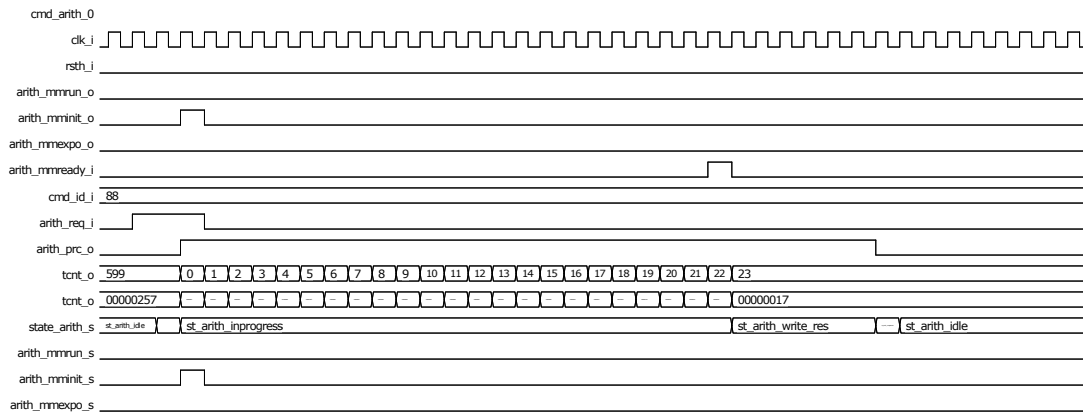 cmd_arith_0
clk_i
rsth_i
arith_mmrun_o
arith_mminit_o
arith_mmexpo_o
arith_mmready_i
cmd_id_i 88
arith_req_i
arith_prc_o
tcnt_o 599 0 1 2 3 4 5 6 7 8 9 10 11 12 13 14 15 16 17 18 19 20 21 22 23
tcnt_o 00000257 -- -- -- -- -- -- -- -- -- -- -- -- -- -- -- -- -- -- -- -- -- -- -- 00000017
state_arith_s st_arith_idle st_arith_inprogress st_arith_write_res --- st_arith_idle
arith_mmrun_s
arith_mminit_s
arith_mmexpo_s